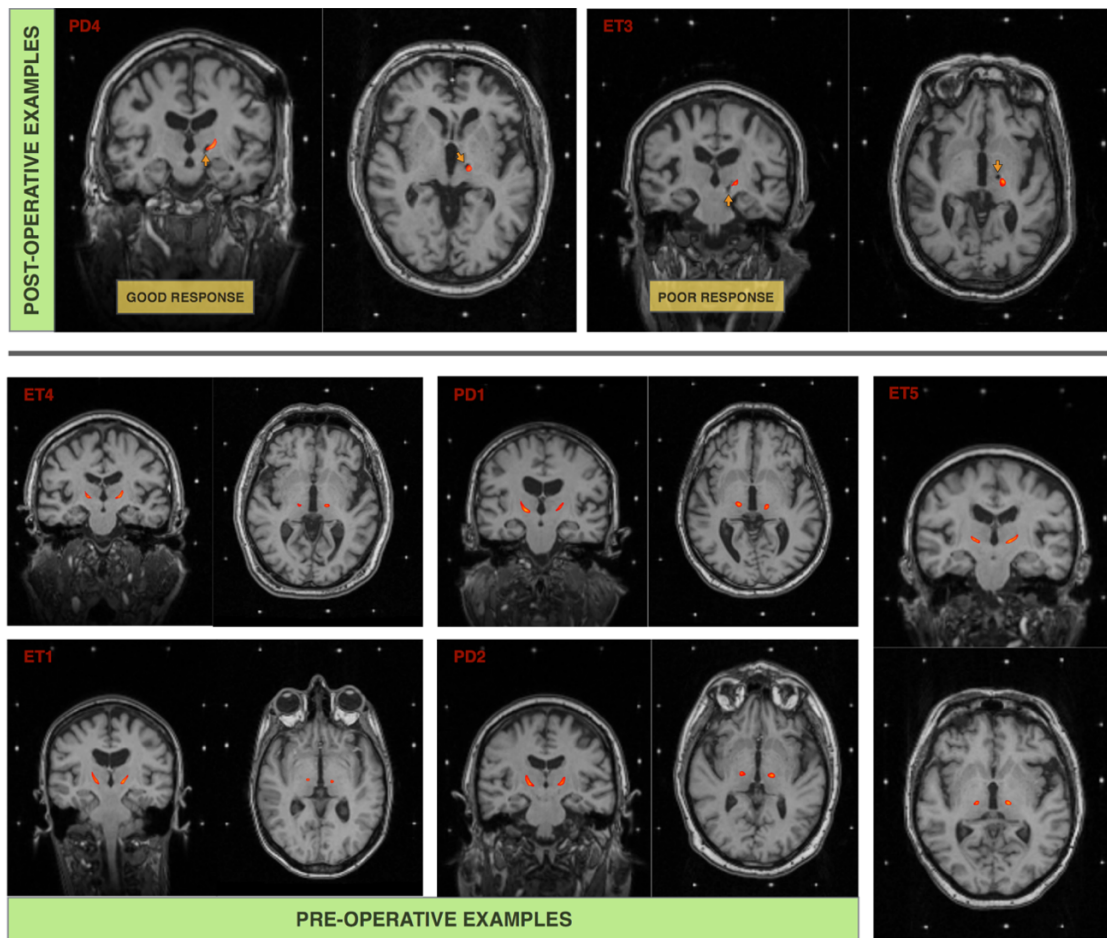 POST-OPERATIVE EXAMPLES
PD4
GOOD RESPONSE
ET3
POOR RESPONSE
ET4
PD1
ET5
ET1
PD2
PRE-OPERATIVE EXAMPLES